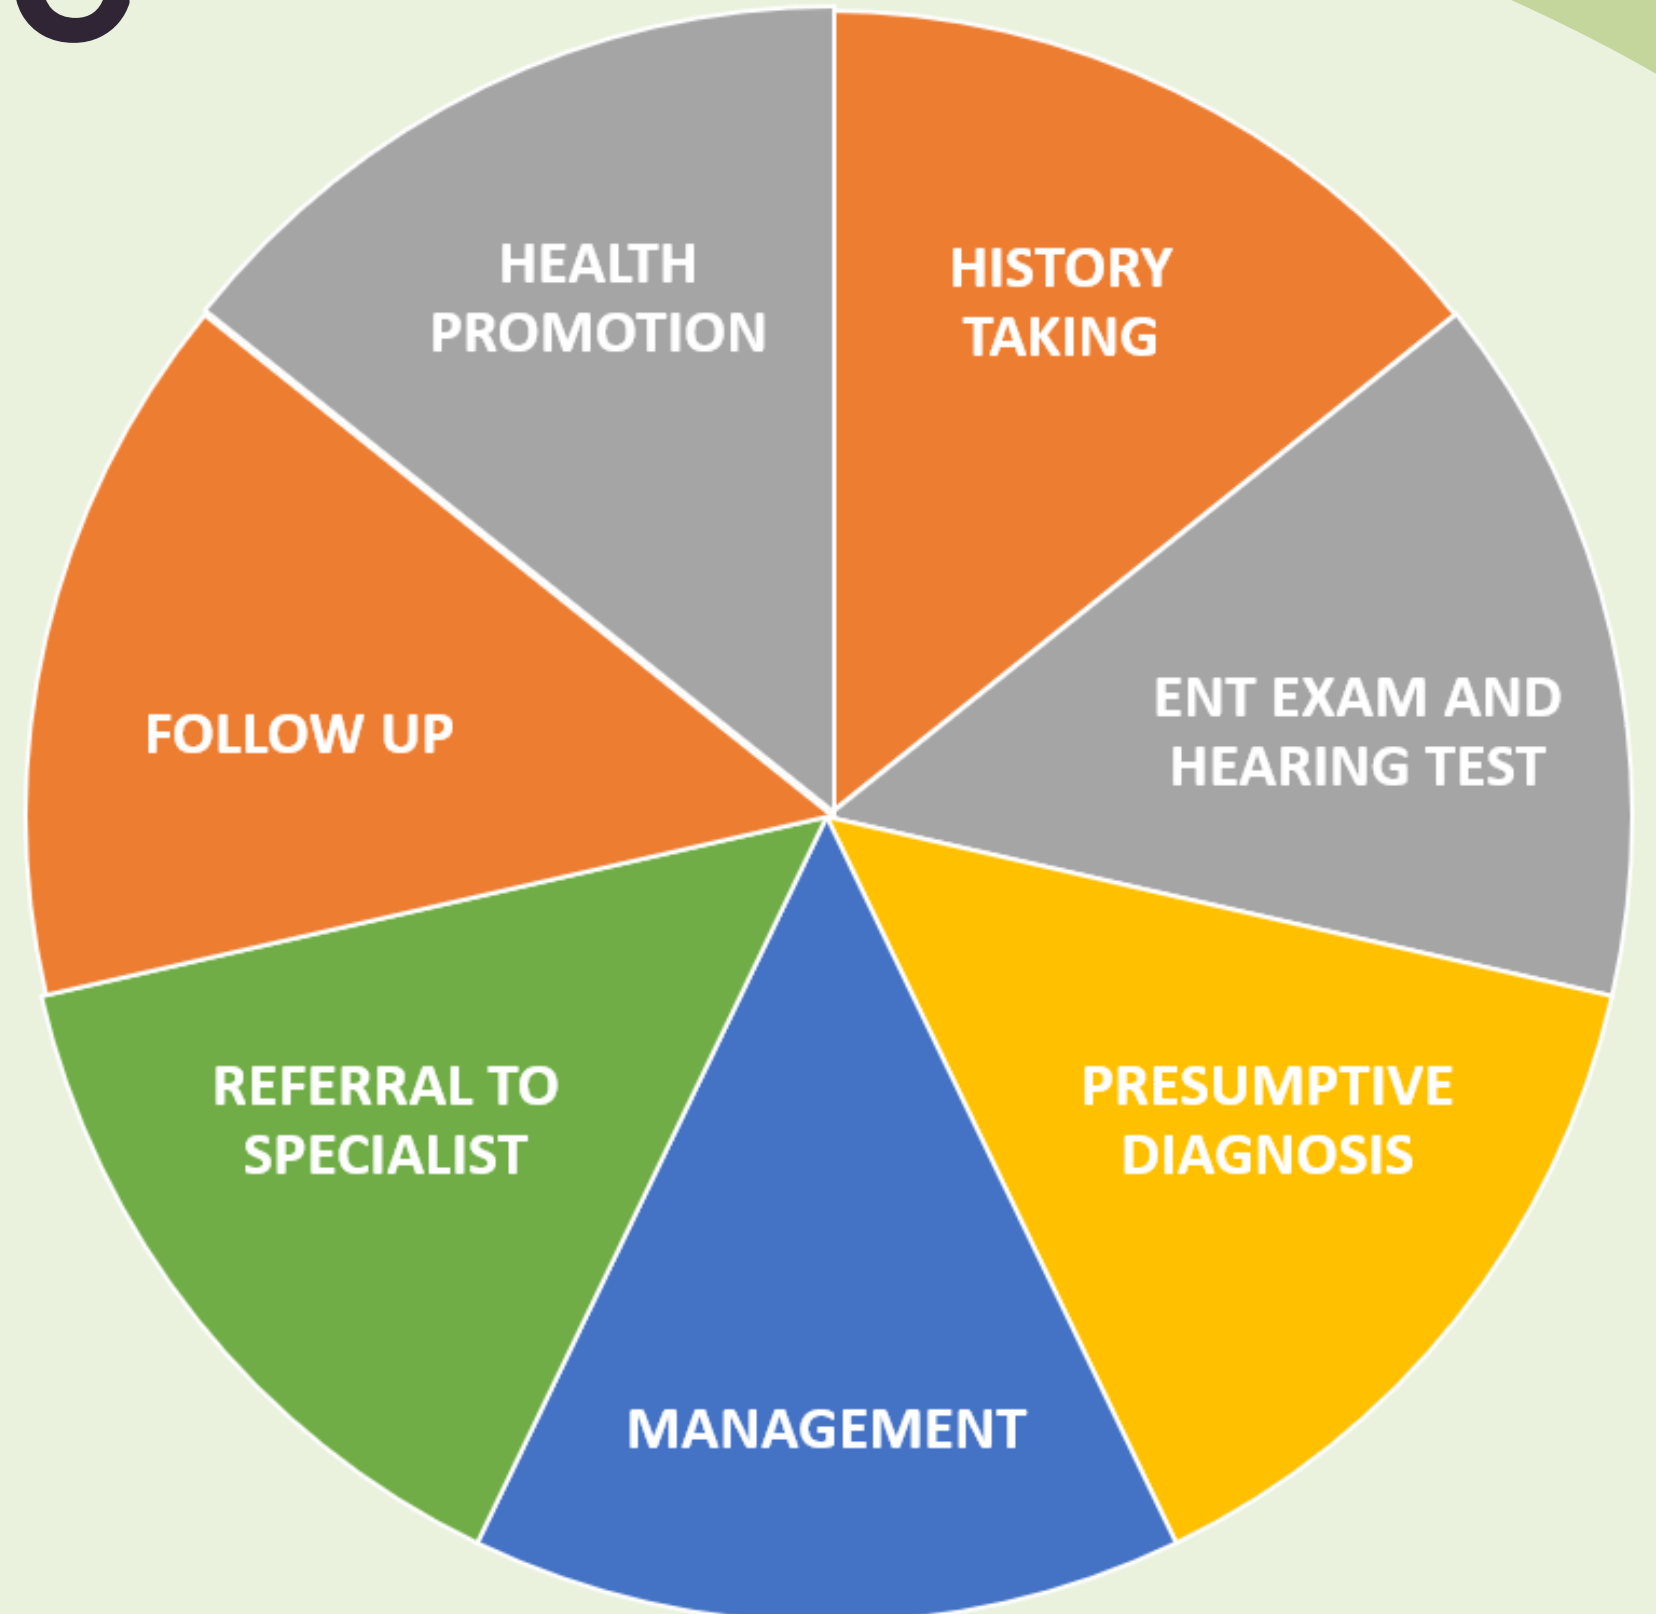 HEALTH
PROMOTION
HISTORY
TAKING
ENT EXAM AND
HEARING TEST
FOLLOW UP
PRESUMPTIVE
DIAGNOSIS
REFERRAL TO
SPECIALIST
MANAGEMENT